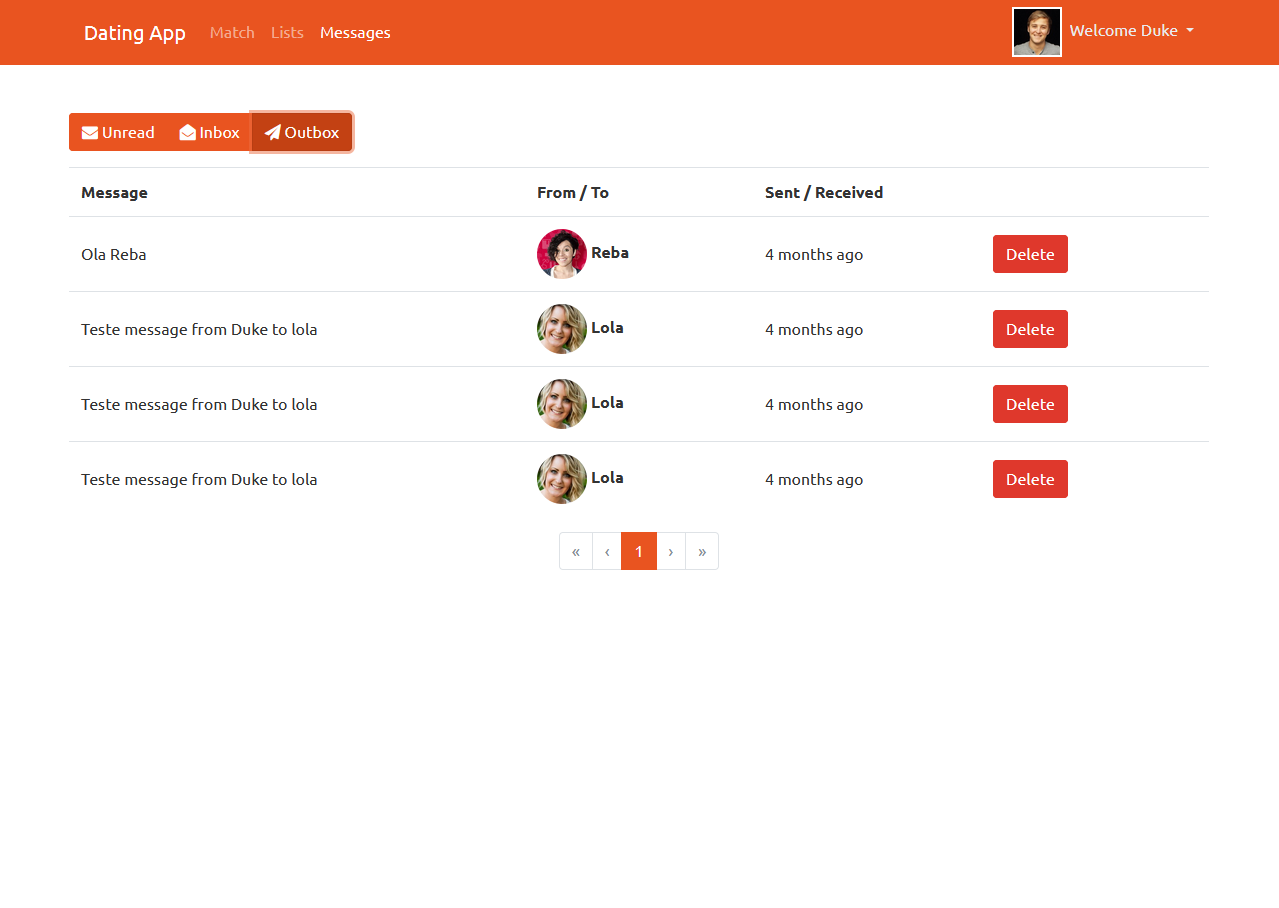 Dating App Match Lists Messages Welcome Duke
Unread Inbox Outbox
Message From / To Sent / Received
Ola Reba Reba 4 months ago Delete
Teste message from Duke to lola Lola 4 months ago Delete
Teste message from Duke to lola Lola 4 months ago Delete
Teste message from Duke to lola Lola 4 months ago Delete
« ‹ 1 › »